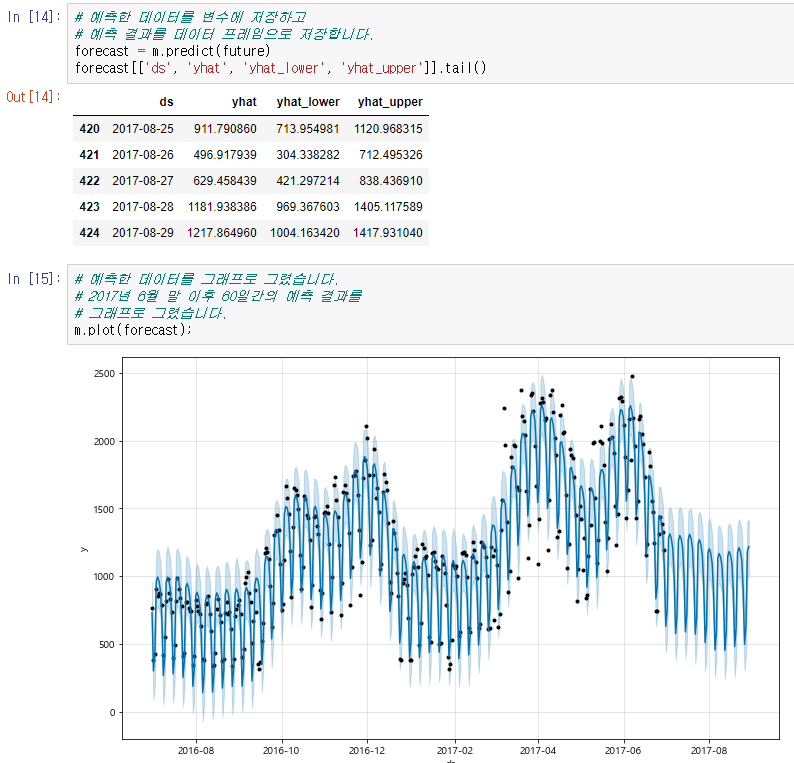 In [14]:
# 예측한 데이터를 변수에 저장하고
# 예측 결과를 데이터 프레임으로 저장합니다.
forecast = m.predict(future)
forecast[['ds', 'yhat', 'yhat_lower', 'yhat_upper']].tail()
Out[14]:
ds yhat yhat_lower yhat_upper
420 2017-08-25 911.790860 713.954981 1120.968315
421 2017-08-26 496.917939 304.338282 712.495326
422 2017-08-27 629.458439 421.297214 838.436910
423 2017-08-28 1181.938386 969.367603 1405.117589
424 2017-08-29 1217.864960 1004.163420 1417.931040
In [15]:
# 예측한 데이터를 그래프로 그렸습니다.
# 2017년 6월 말 이후 60일간의 예측 결과를
# 그래프로 그렸습니다.
m.plot(forecast);
2500
2000
1500
1000
500
0
y
2016-08 2016-10 2016-12 2017-02 2017-04 2017-06 2017-08